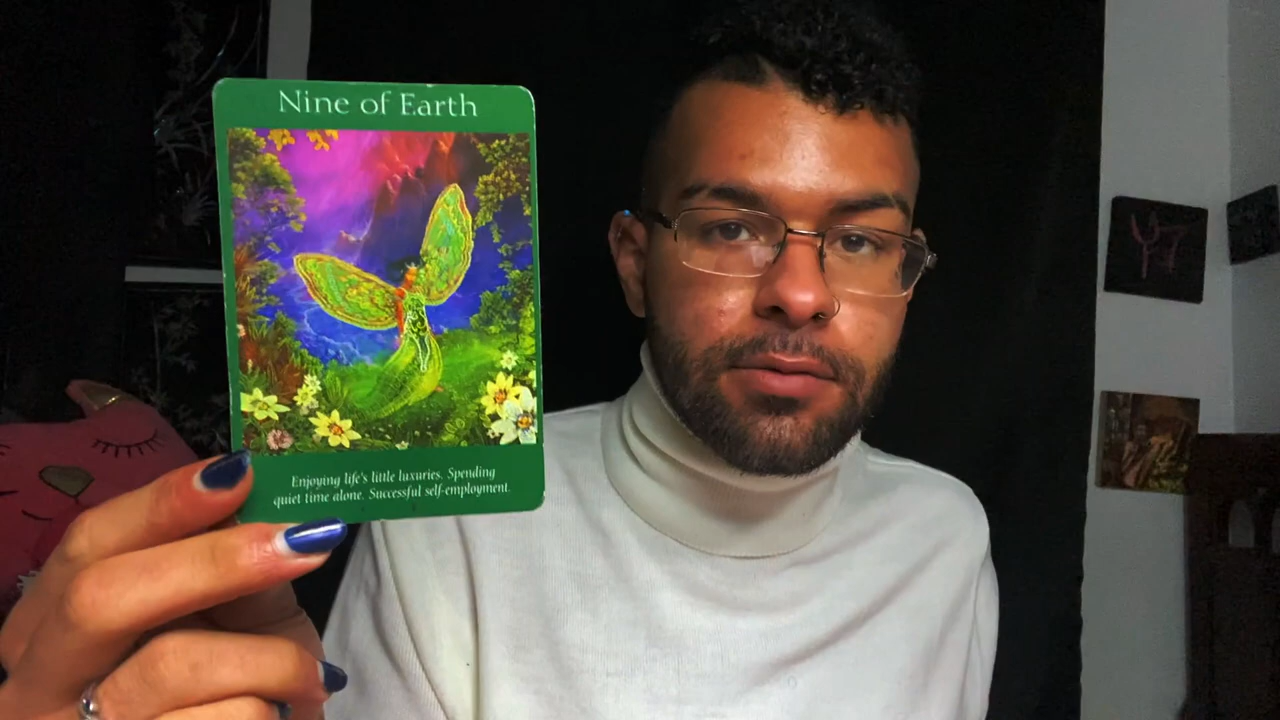 Nine of Earth
Enjoying life's little luxuries. Spending
quiet time alone. Successful self-employment.